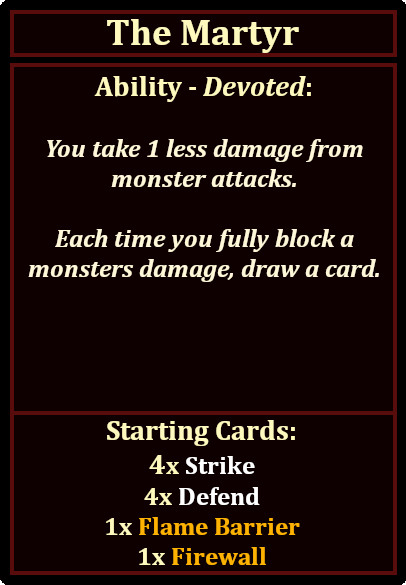 The Martyr
Ability - Devoted:
You take 1 less damage from
monster attacks.
Each time you fully block a
monsters damage, draw a card.
Starting Cards:
4x Strike
4x Defend
1x Flame Barrier
1x Firewall